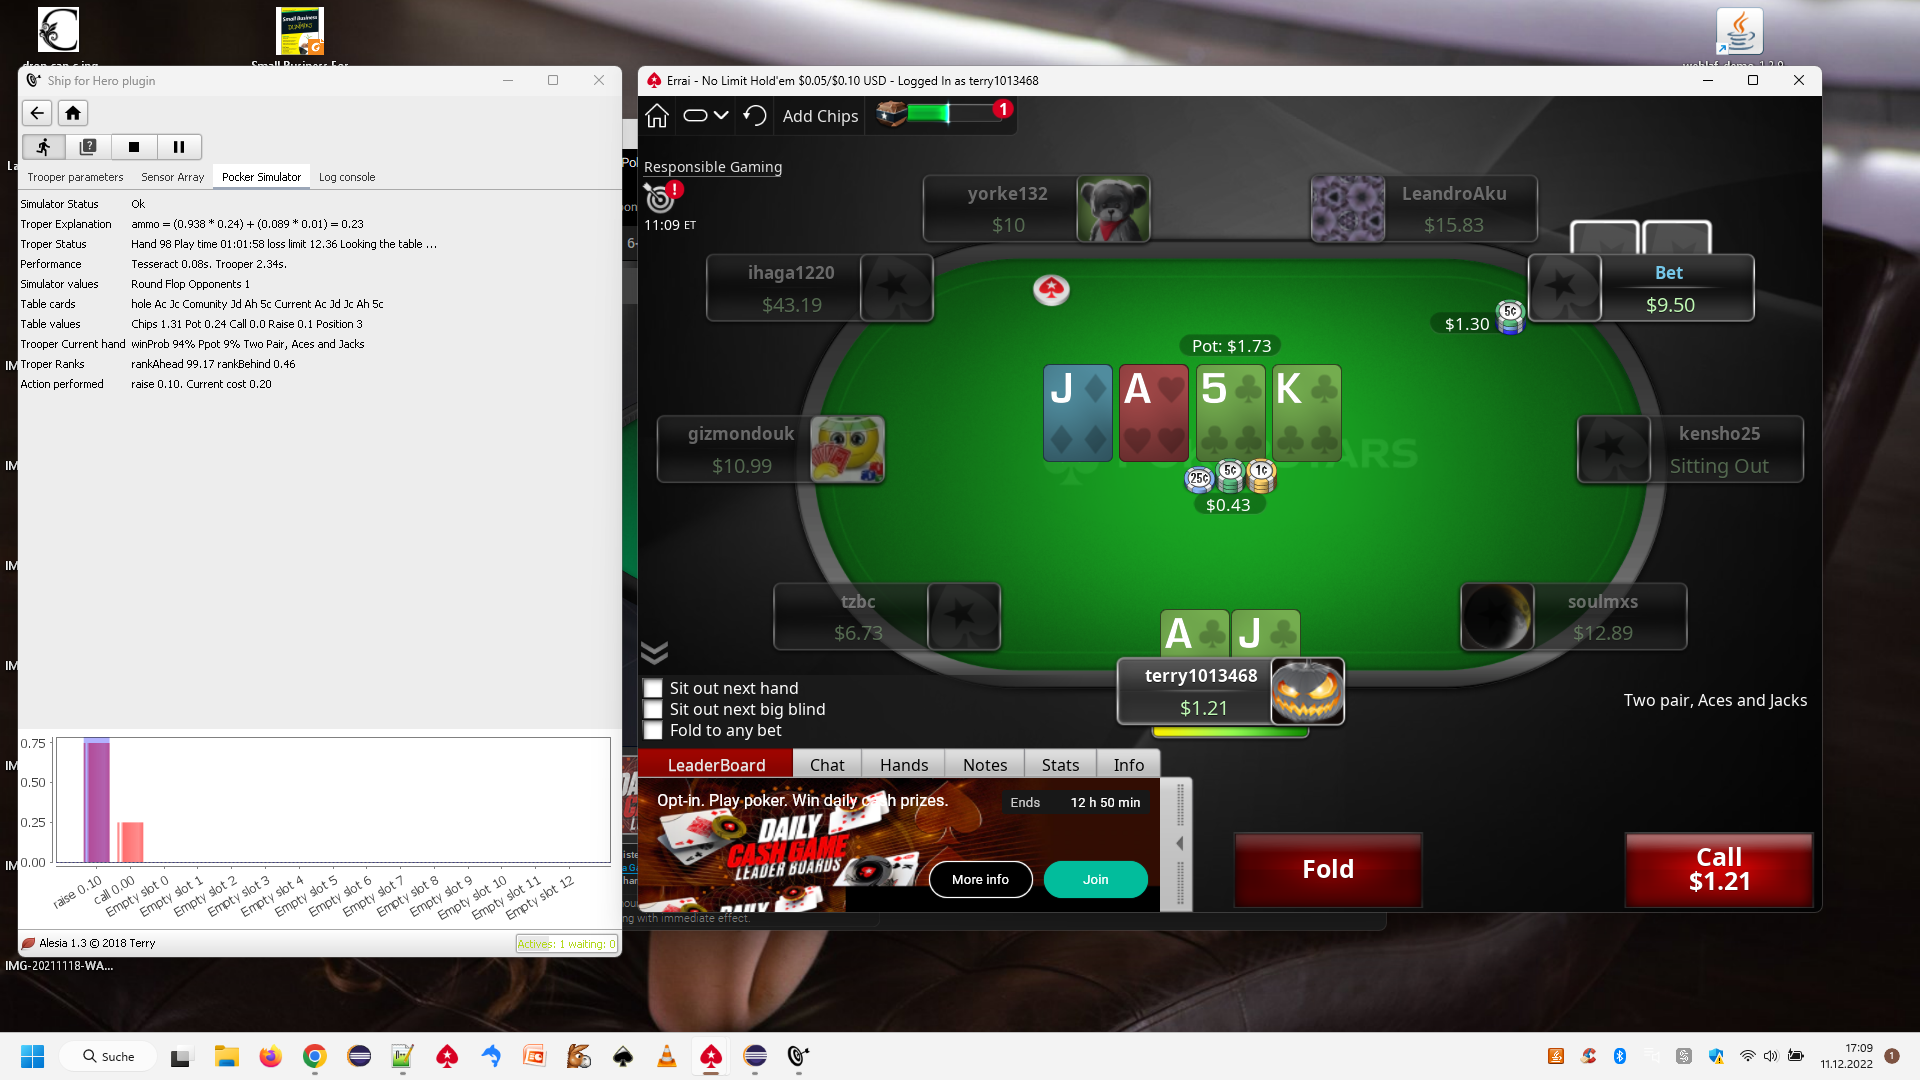 Ship for Hero plugin
Trooper parameters
Sensor Array
Pocker Simulator
Log console
Simulator Status Ok
Troper Explanation ammo = (0.938 * 0.24) + (0.089 * 0.01) = 0.23
Troper Status Hand 98 Play time 01:01:58 loss limit 12.36 Looking the table ...
Performance Tesseract 0.08s. Trooper 2.34s.
Simulator values Round Flop Opponents 1
Table cards hole Ac Jc Comunity Jd Ah 5c Current Ac Jd Jc Ah 5c
Table values Chips 1.31 Pot 0.24 Call 0.0 Raise 0.1 Position 3
Trooper Current hand winProb 94% Ppot 9% Two Pair, Aces and Jacks
Troper Ranks rankAhead 99.17 rankBehind 0.46
Action performed raise 0.10. Current cost 0.20
0.75
0.50
0.25
0.00
raise 0.10
call 0.00
Empty slot 0
Empty slot 1
Empty slot 2
Empty slot 3
Empty slot 4
Empty slot 5
Empty slot 6
Empty slot 7
Empty slot 8
Empty slot 9
Empty slot 10
Empty slot 11
Empty slot 12
Alesia 1.3 © 2018 Terry
Actives: 1 waiting: 0
IMG-20211118-WA...
Errai - No Limit Hold'em $0.05/$0.10 USD - Logged In as terry1013468
Add Chips
1
Responsible Gaming
11:09 ET
yorke132
$10
LeandroAku
$15.83
ihaga1220
$43.19
Bet
$9.50
5¢
$1.30
Pot: $1.73
J
A
5
K
gizmondouk
$10.99
kensho25
Sitting Out
25¢
5¢
1¢
$0.43
tzbc
$6.73
soulmxs
$12.89
A
J
terry1013468
$1.21
Sit out next hand
Sit out next big blind
Fold to any bet
Two pair, Aces and Jacks
LeaderBoard
Chat
Hands
Notes
Stats
Info
Opt-in. Play poker. Win daily cash prizes.
Ends 12 h 50 min
DAILY
CASH GAME
LEADER BOARDS
More info
Join
Fold
Call
$1.21
ng with immediate effect.
Suche
17:09
11.12.2022
1